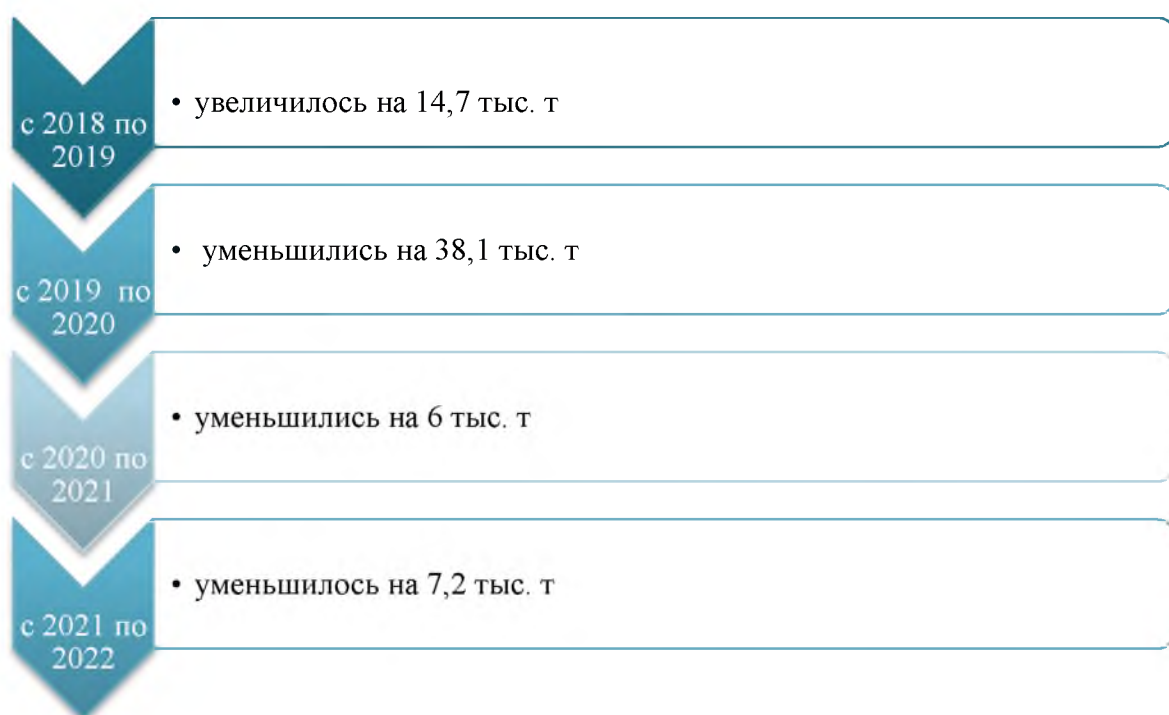 с 2018 по
2019
• увеличилось на 14,7 тыс. т
с 2019 по
2020
• уменьшились на 38,1 тыс. т
с 2020 по
2021
• уменьшились на 6 тыс. т
с 2021 по
2022
• уменьшилось на 7,2 тыс. т